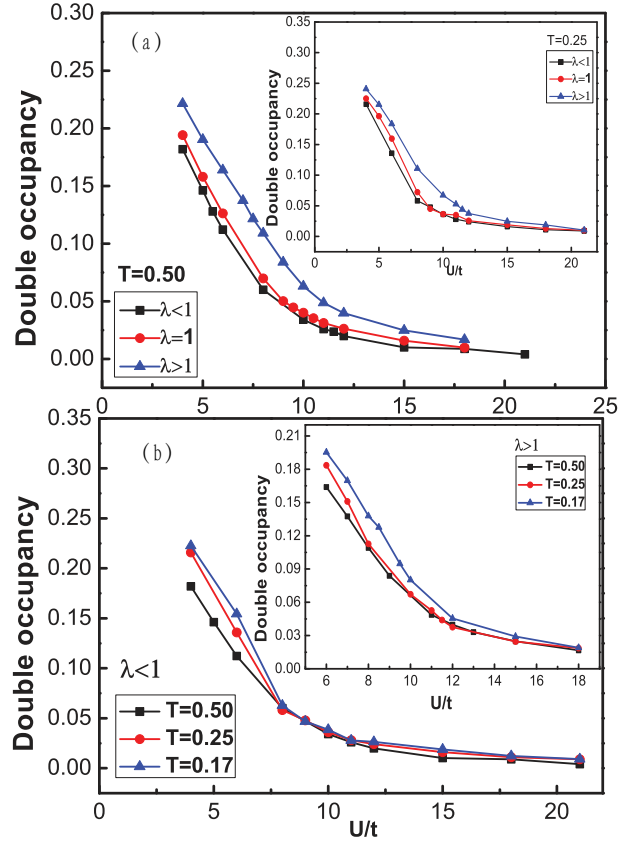 (a)
Double occupancy
0.30
0.25
0.20
0.15
0.10
0.05
0.00
T=0.50
λ<1
λ=1
λ>1
0 5 10 15 20 25
Double occupancy
0.35
0.30
0.25
0.20
0.15
0.10
0.05
0.00
T=0.25
λ<1
λ=1
λ>1
0 5 10 15 20
U/t
(b)
Double occupancy
0.35
0.30
0.25
0.20
0.15
0.10
0.05
0.00
λ<1
T=0.50
T=0.25
T=0.17
0 5 10 15 20
U/t
Double occupancy
0.21
0.18
0.15
0.12
0.09
0.06
0.03
0.00
λ>1
T=0.50
T=0.25
T=0.17
6 8 10 12 14 16 18
U/t